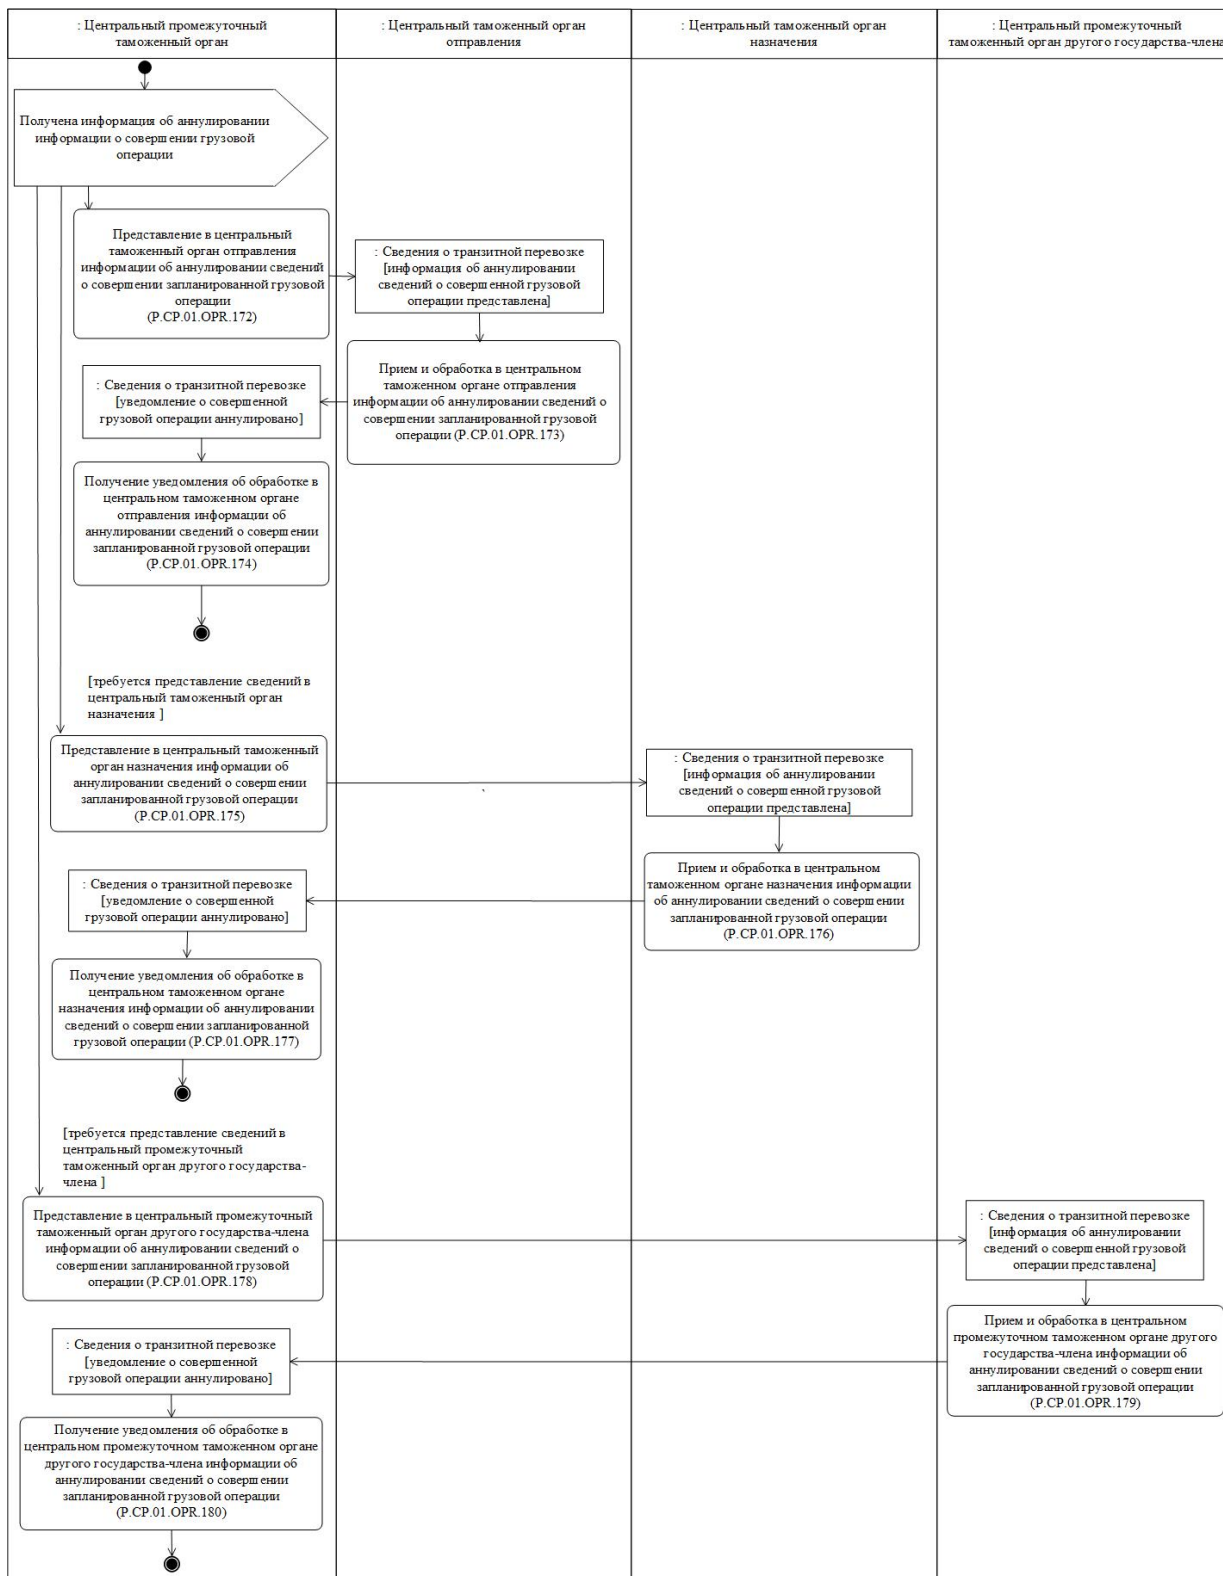 : Центральный промежуточный
таможенный орган
: Центральный таможенный орган
отправления
: Центральный таможенный орган
назначения
: Центральный промежуточный
таможенный орган другого государства-члена
Получена информация об аннулировании
информации о совершении грузовой
операции
Представление в центральный
таможенный орган отправления
информации об аннулировании сведений
о совершении запланированной грузовой
операции
(P.CP.01.OPR.172)
: Сведения о транзитной перевозке
[информация об аннулировании
сведений о совершенной грузовой
операции представлена]
Прием и обработка в центральном
таможенном органе отправления
информации об аннулировании сведений о
совершении запланированной грузовой
операции (P.CP.01.OPR.173)
: Сведения о транзитной перевозке
[уведомление о совершенной
грузовой операции аннулировано]
Получение уведомления об обработке в
центральном таможенном органе
отправления информации об
аннулировании сведений о совершении
запланированной грузовой операции
(P.CP.01.OPR.174)
[требуется представление сведений в
центральный таможенный орган
назначения ]
Представление в центральный таможенный
орган назначения информации об
аннулировании сведений о совершении
запланированной грузовой операции
(P.CP.01.OPR.175)
: Сведения о транзитной перевозке
[информация об аннулировании
сведений о совершенной грузовой
операции представлена]
Прием и обработка в центральном
таможенном органе назначения информации
об аннулировании сведений о совершении
запланированной грузовой операции
(P.CP.01.OPR.176)
: Сведения о транзитной перевозке
[уведомление о совершенной
грузовой операции аннулировано]
Получение уведомления об обработке в
центральном таможенном органе
назначения информации об аннулировании
сведений о совершении запланированной
грузовой операции (P.CP.01.OPR.177)
[требуется представление сведений в
центральный промежуточный
таможенный орган другого государства-
члена ]
Представление в центральный промежуточный
таможенный орган другого государства-члена
информации об аннулировании сведений о
совершении запланированной грузовой
операции (P.CP.01.OPR.178)
: Сведения о транзитной перевозке
[информация об аннулировании
сведений о совершенной грузовой
операции представлена]
Прием и обработка в центральном
промежуточном таможенном органе другого
государства-члена информации об
аннулировании сведений о совершении
запланированной грузовой операции
(P.CP.01.OPR.179)
: Сведения о транзитной перевозке
[уведомление о совершенной
грузовой операции аннулировано]
Получение уведомления об обработке в
центральном промежуточном таможенном органе
другого государства-члена информации об
аннулировании сведений о совершении
запланированной грузовой операции
(P.CP.01.OPR.180)